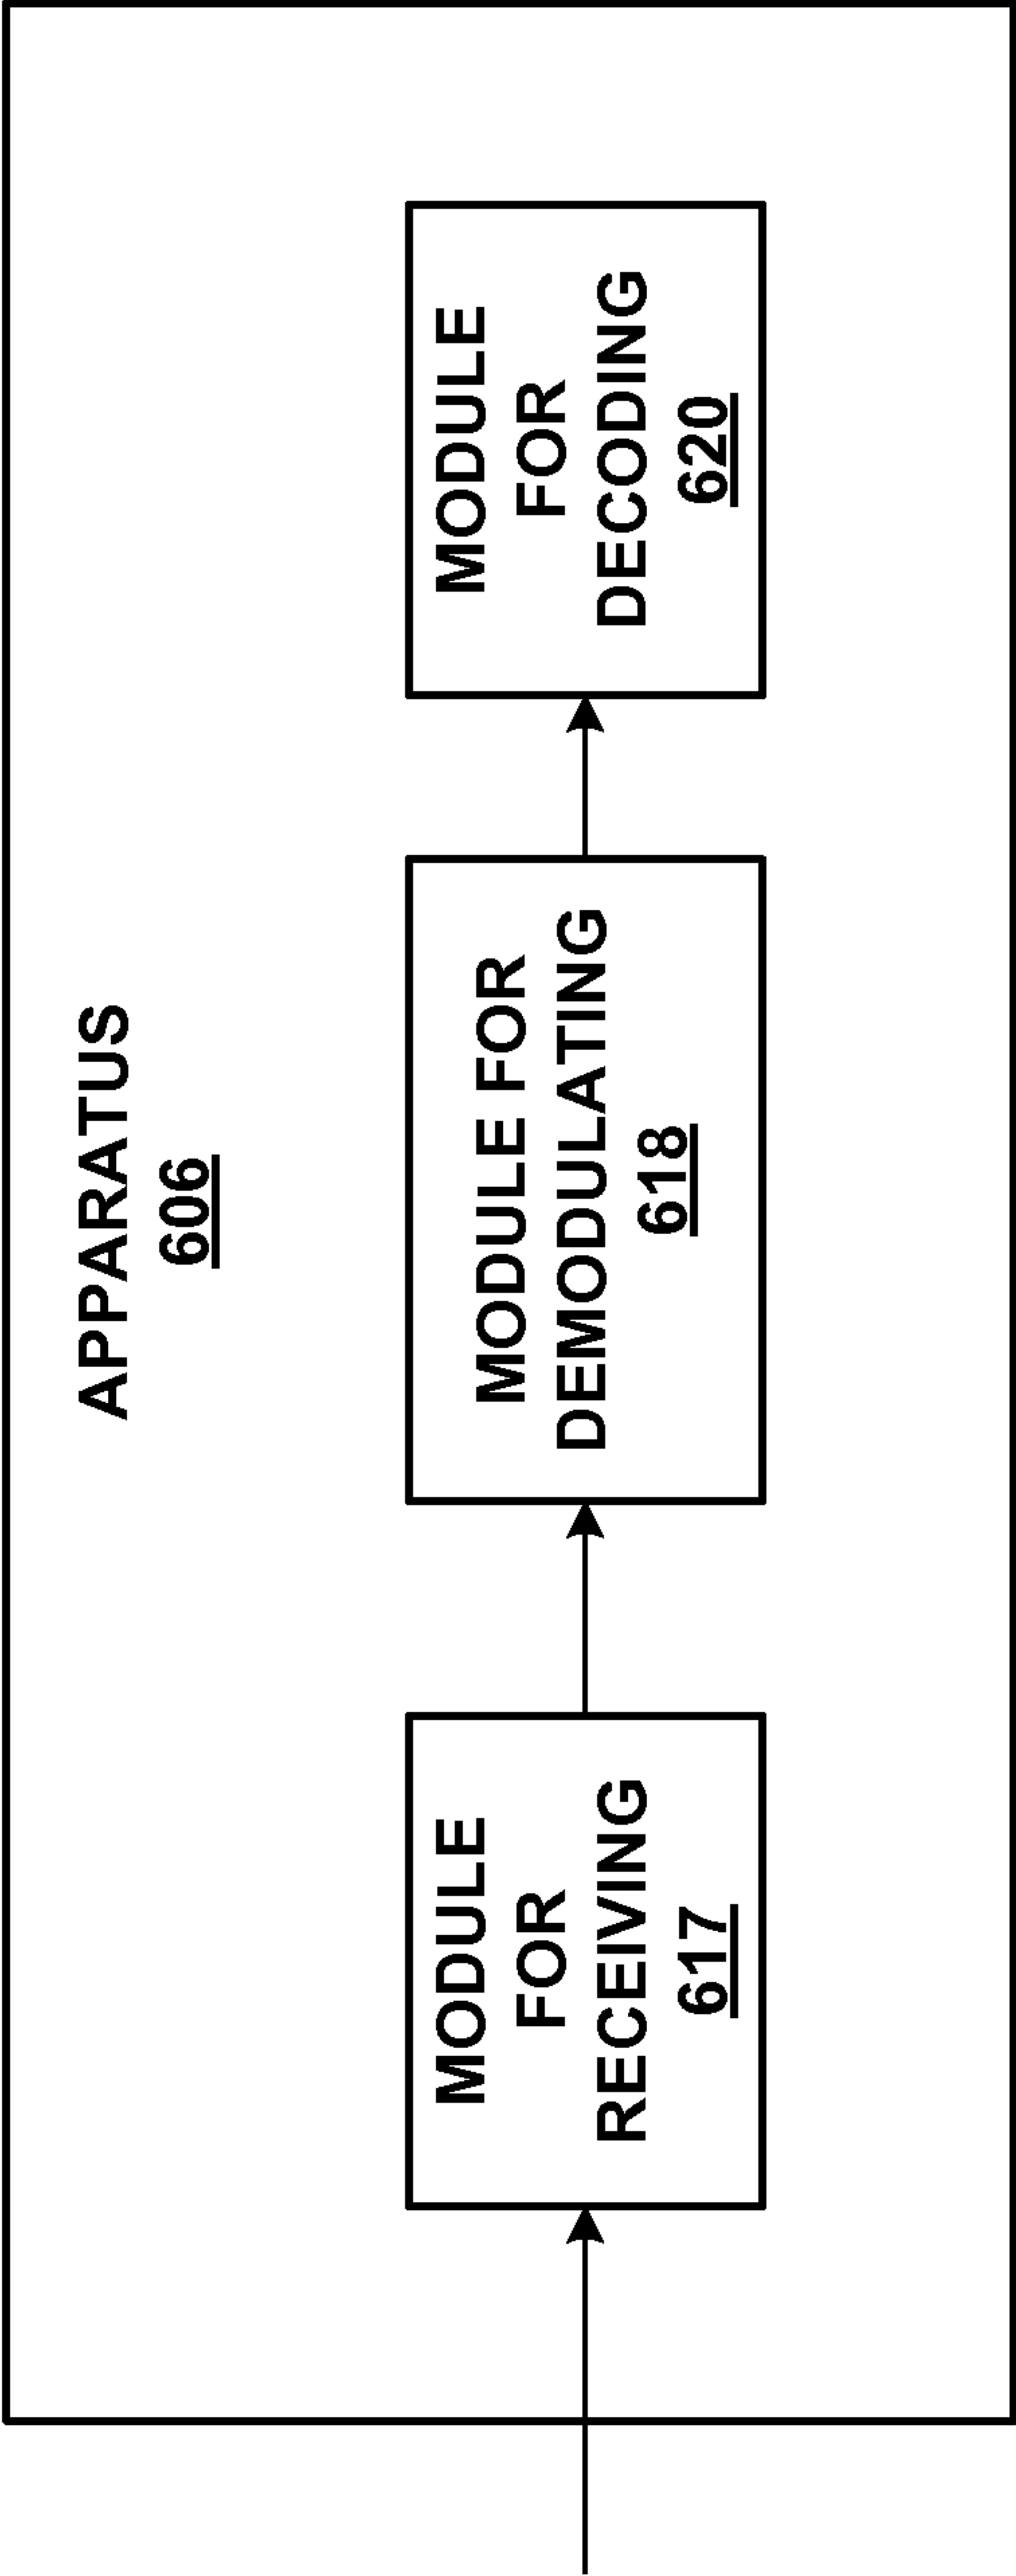 APPARATUS
606
MODULE
FOR
RECEIVING
617
MODULE FOR
DEMODULATING
618
MODULE
FOR
DECODING
620